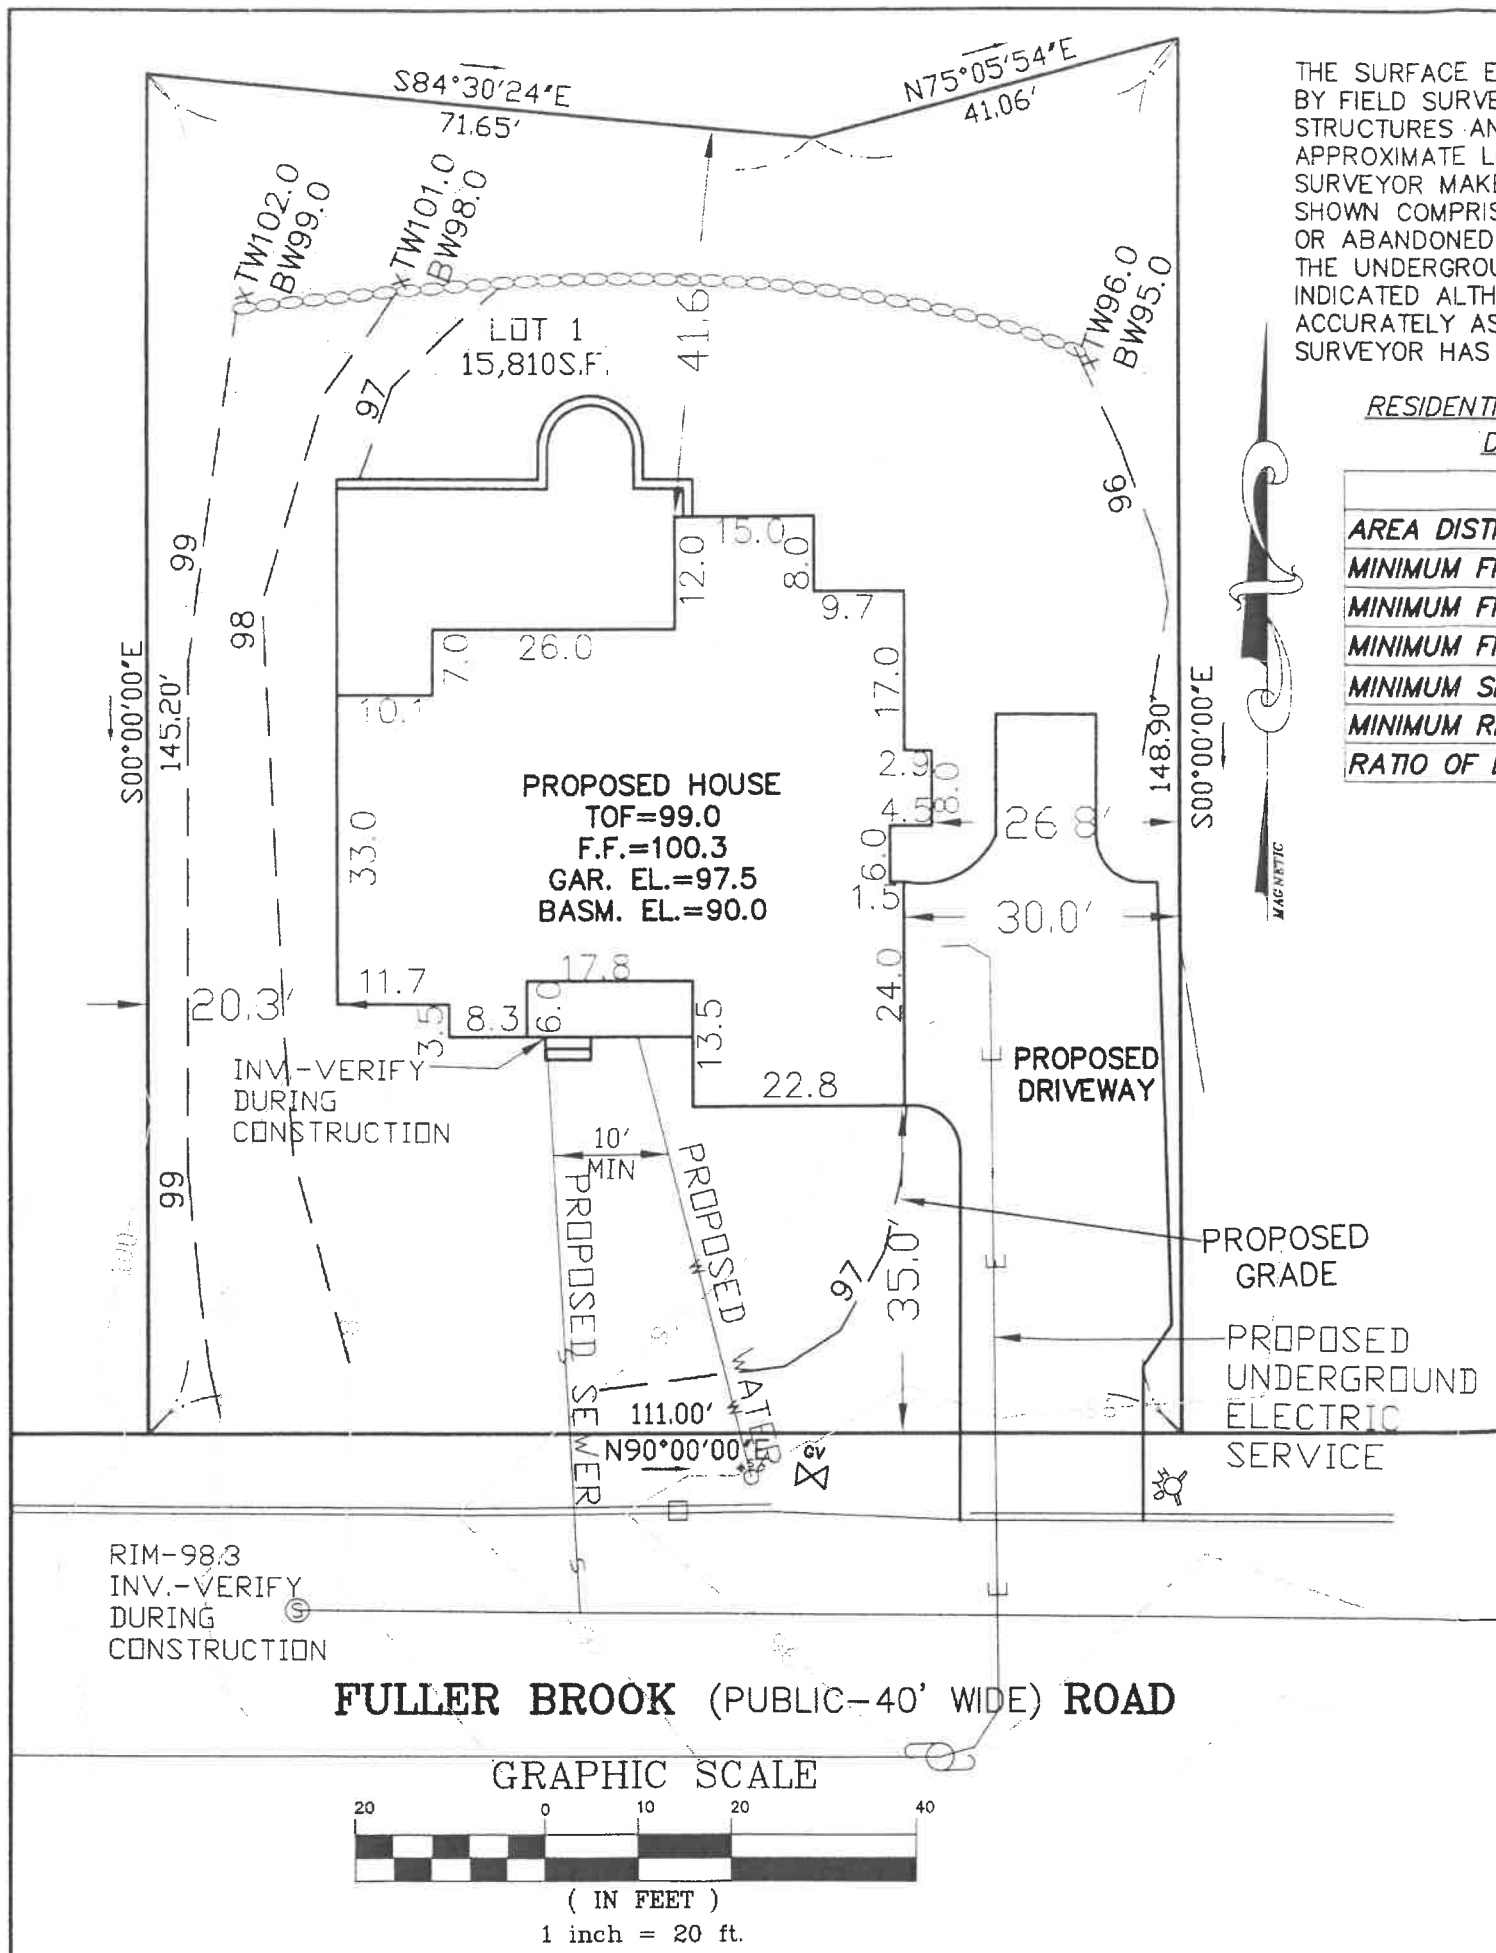 S84°30'24"E
71.65'
N75°05'54"E
41.06'
THE SURFACE E
BY FIELD SURVE
STRUCTURES AN
APPROXIMATE L
SURVEYOR MAKE
SHOWN COMPRIS
OR ABANDONED
THE UNDERGROU
INDICATED ALTH
ACCURATELY AS
SURVEYOR HAS
TW102.0
BW99.0
TW101.0
BW98.0
TW96.0
BW95.0
LOT 1
15,810S.F.
41.6
97
96
RESIDENTI
D
AREA DIST
MINIMUM F
MINIMUM F
MINIMUM F
MINIMUM S
MINIMUM R
RATIO OF
MAGNETIC
99
98
15.0
12.0
8.0
9.7
26.0
7.0
10.1
17.0
S00°00'00"E
145.20'
148.90'
S00°00'00"E
2.9
8.0
4.5
26.8'
6.0
1.5
30.0'
33.0
PROPOSED HOUSE
TOF=99.0
F.F.=100.3
GAR. EL.=97.5
BASM. EL.=90.0
24.0
17.8
11.7
20.3'
3.5
8.3
6.0
13.5
22.8
INV.-VERIFY
DURING
CONSTRUCTION
PROPOSED
DRIVEWAY
10'
MIN
PROPOSED SEWER
PROPOSED WATER
99
100
97
35.0'
PROPOSED
GRADE
PROPOSED
UNDERGROUND
ELECTRIC
SERVICE
E
E
E
S
S
W
W
111.00'
N90°00'00"E
GV
RIM-98.3
INV.-VERIFY
DURING
CONSTRUCTION
S
FULLER BROOK (PUBLIC-40' WIDE) ROAD
GRAPHIC SCALE
20 0 10 20 40
( IN FEET )
1 inch = 20 ft.